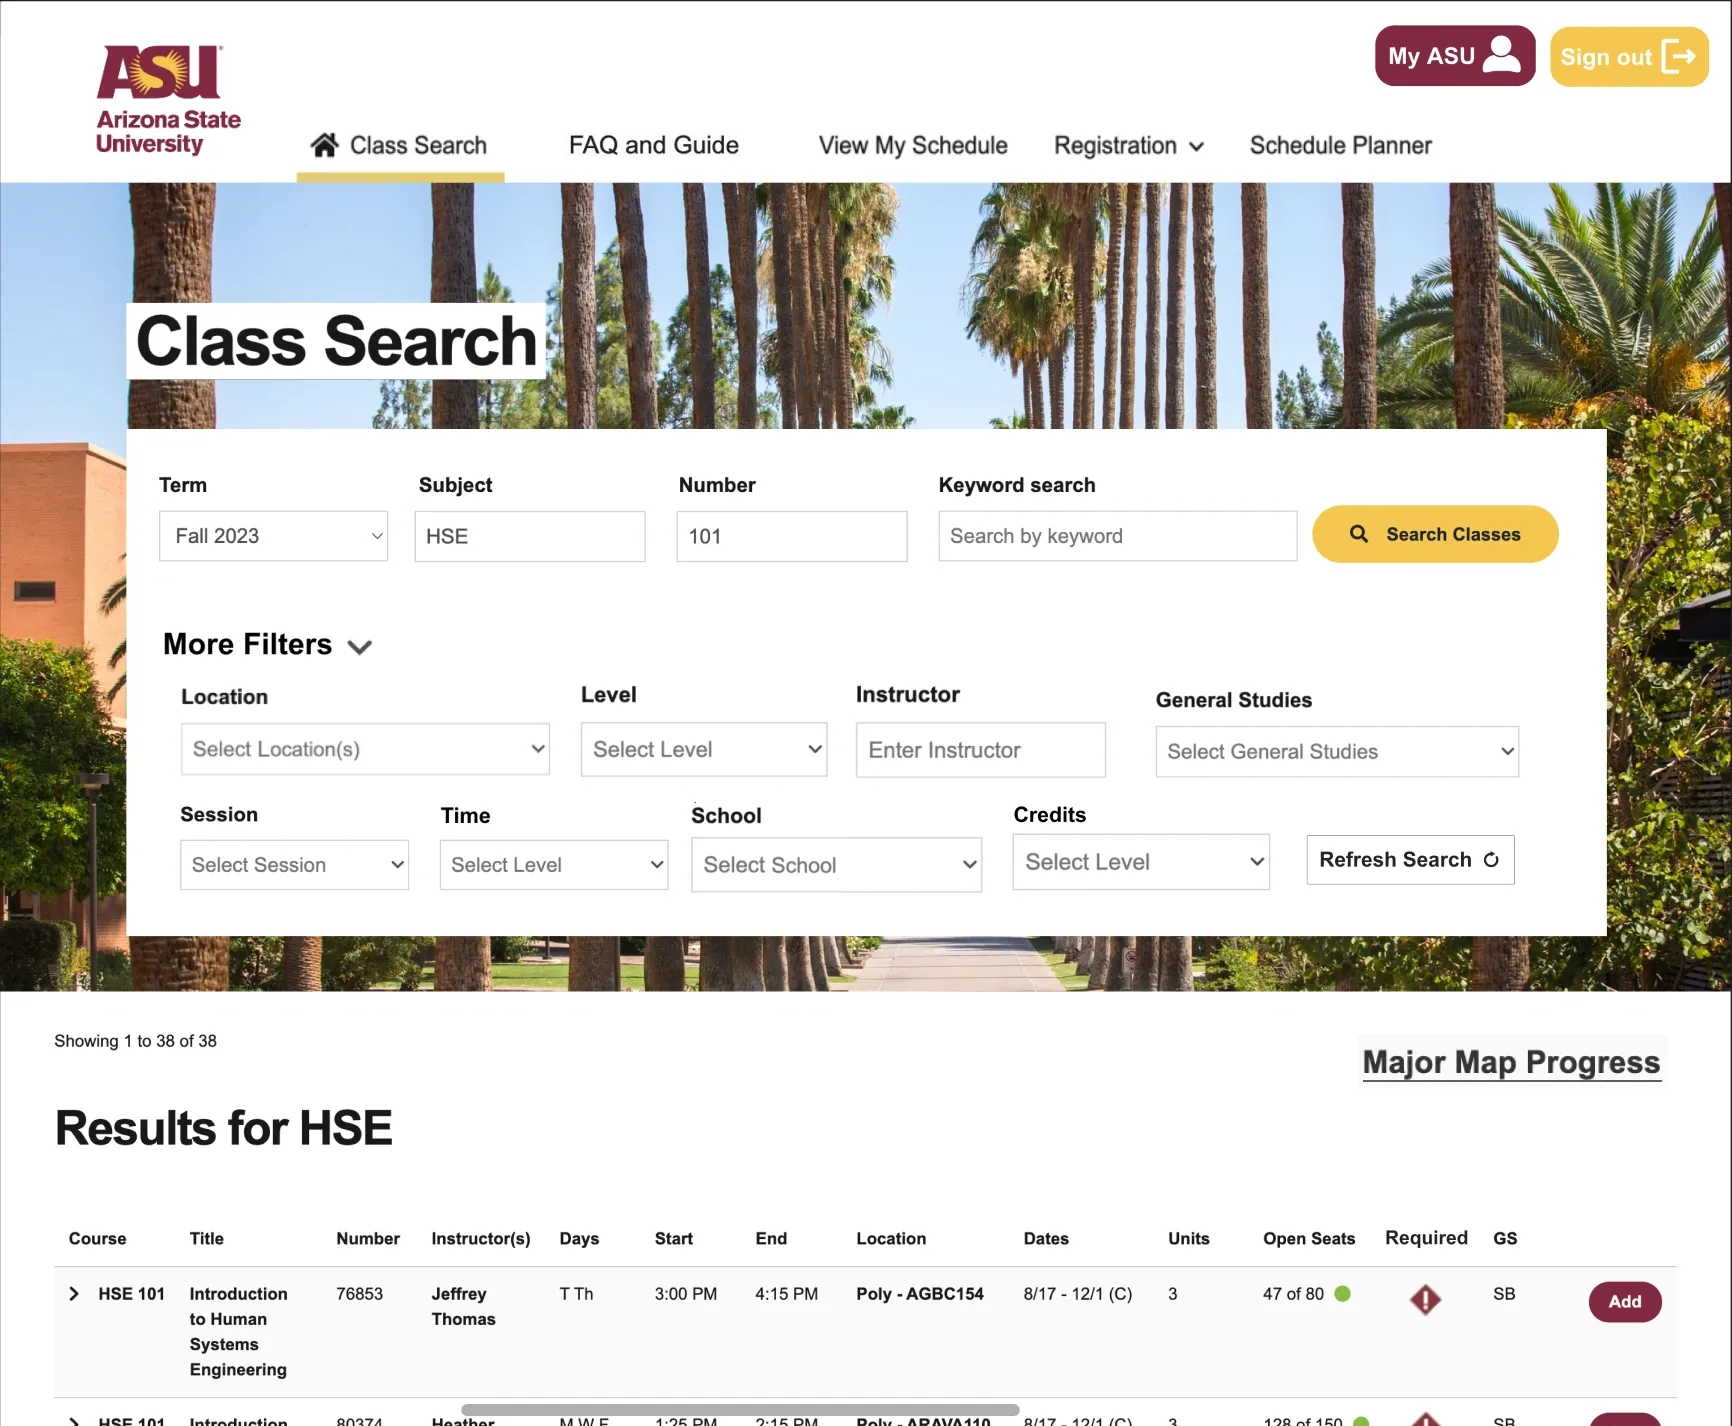 ASU
Arizona State
University
My ASU
Sign out
Class Search
FAQ and Guide
View My Schedule
Registration
Schedule Planner
Class Search
Term
Subject
Number
Keyword search
Fall 2023
HSE
101
Search by keyword
Search Classes
More Filters
Location
Level
Instructor
General Studies
Select Location(s)
Select Level
Enter Instructor
Select General Studies
Session
Time
School
Credits
Select Session
Select Level
Select School
Select Level
Refresh Search
Showing 1 to 38 of 38
Major Map Progress
Results for HSE
Course Title Number Instructor(s) Days Start End Location Dates Units Open Seats Required GS
HSE 101 Introduction 76853 Jeffrey T Th 3:00 PM 4:15 PM Poly - AGBC154 8/17 - 12/1 (C) 3 47 of 80 SB Add
to Human Thomas
Systems
Engineering
HSE 101 Introduction 80374 Heather M W F 1:25 PM 2:15 PM Poly - ARAVA110 8/17 - 12/1 (C) 3 128 of 150 SB